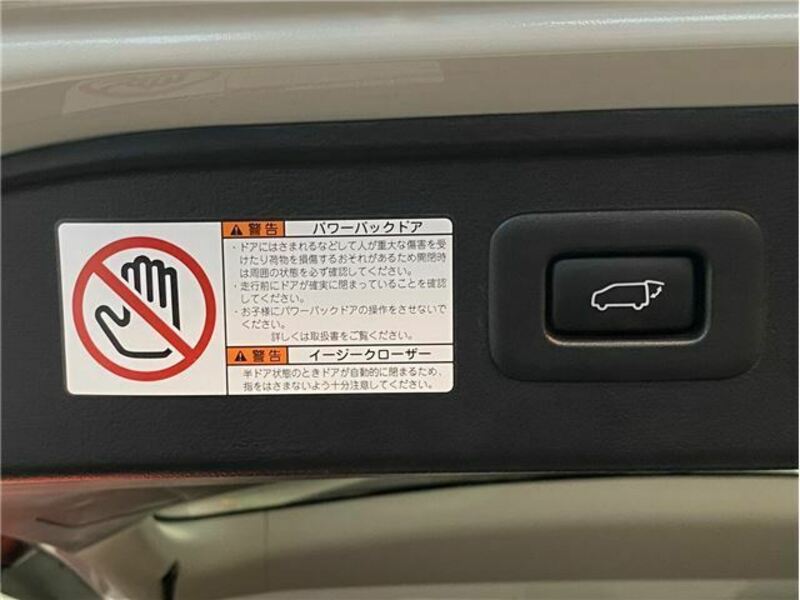 警告 パワーバックドア
・ドアにはさまれるなどして人が重大な傷害を受
けたり荷物を損傷するおそれがあるため開閉時
は周囲の状態を必ず確認してください。
・走行前にドアが確実に閉まっていることを確認
してください。
・お子様にパワーバックドアの操作をさせないで
ください。
詳しくは取扱書をご覧ください。
警告 イージークローザー
半ドア状態のときドアが自動的に閉まるため、
指をはさまないよう十分注意してください。